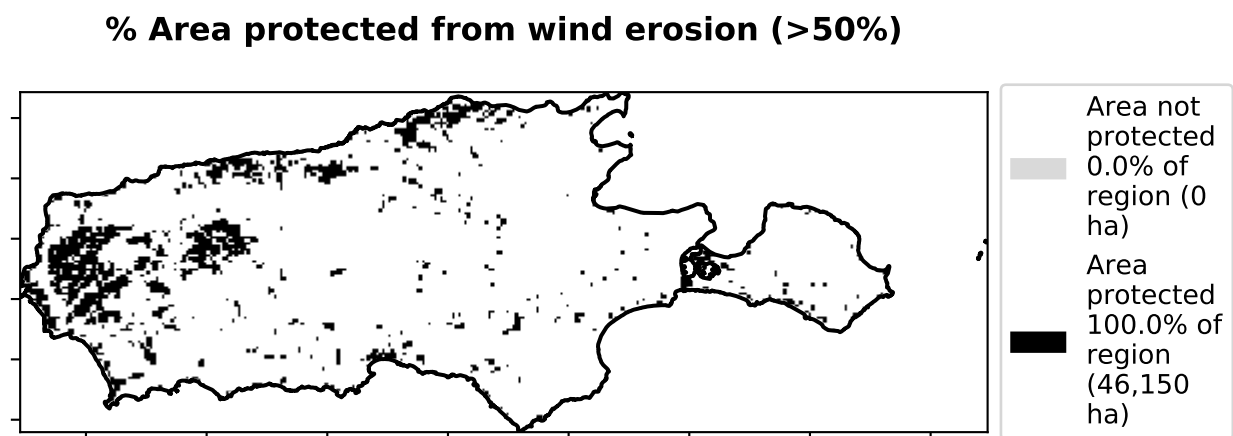 % Area protected from wind erosion (>50%)
Area not
protected
0.0% of
region (0
ha)
Area
protected
100.0% of
region
(46,150
ha)